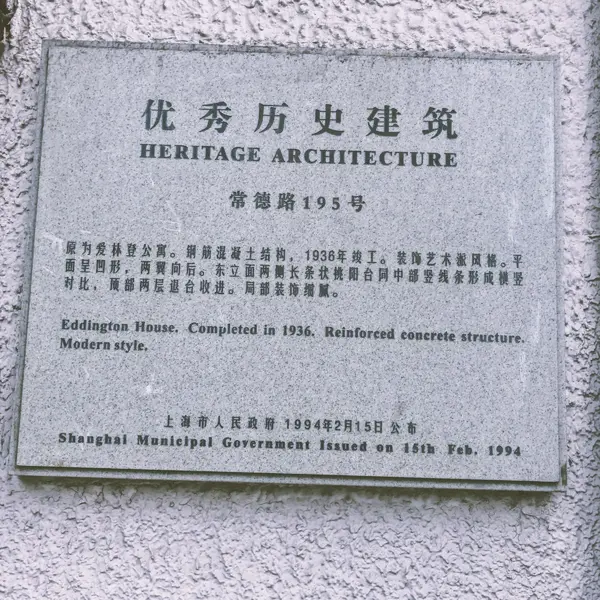 优秀历史建筑
HERITAGE ARCHITECTURE
常德路195号
原为爱林登公寓。钢筋混凝土结构，1936年竣工。装饰艺术派风格。平
面呈凹形，两翼向后。东立面两侧长条状挑阳台同中部竖线条形成横竖
对比，顶部两层退台收进。局部装饰细腻。
Eddington House. Completed in 1936. Reinforced concrete structure.
Modern style.
上海市人民政府 1994年2月15日公布
Shanghai Municipal Government Issued on 15th Feb. 1994